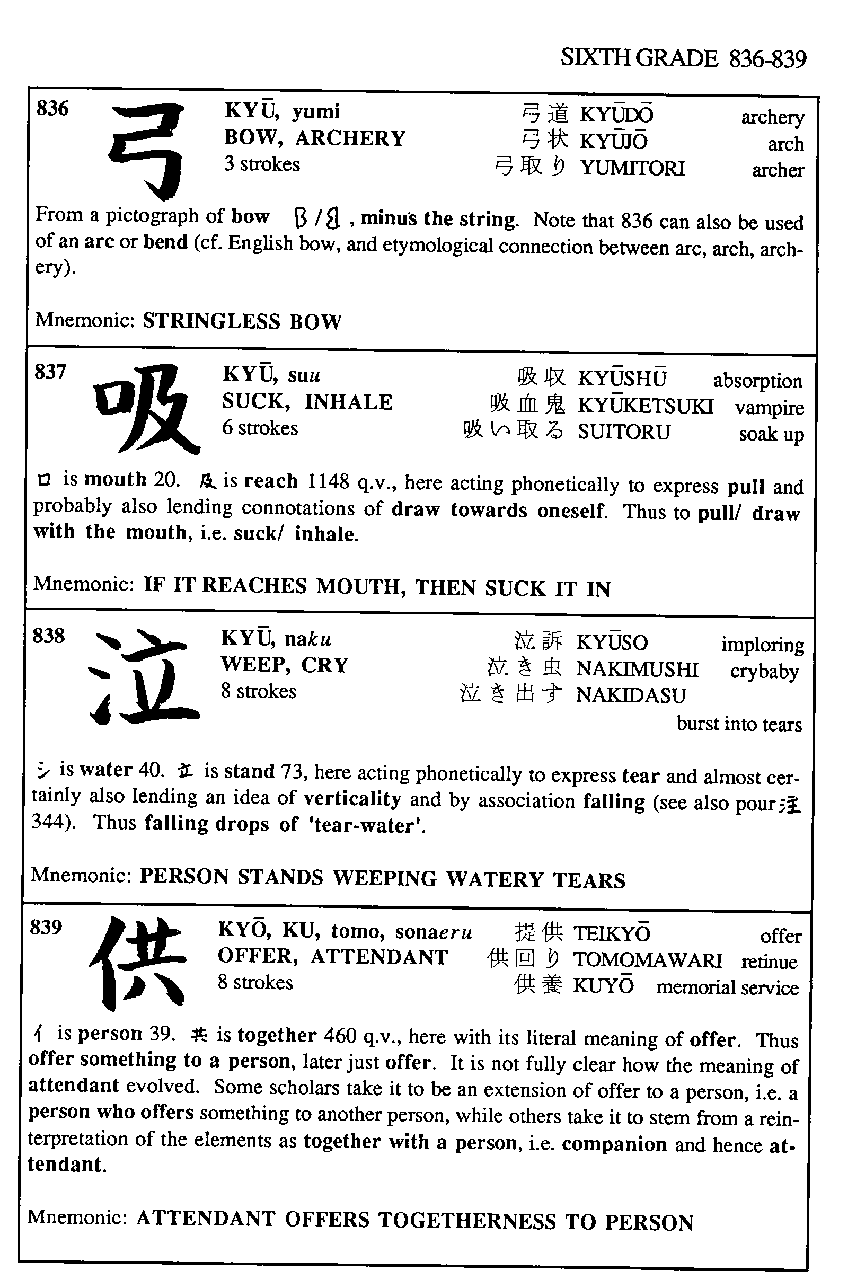 SIXTH GRADE 836-839
836 弓 KYŪ, yumi 弓道 KYŪDŌ archery
BOW, ARCHERY 弓状 KYŪJŌ arch
3 strokes 弓取り YUMITORI archer
From a pictograph of bow / , minus the string. Note that 836 can also be used
of an arc or bend (cf. English bow, and etymological connection between arc, arch, arch-
ery).
Mnemonic: STRINGLESS BOW
837 吸 KYŪ, suu 吸収 KYŪSHŪ absorption
SUCK, INHALE 吸血鬼 KYŪKETSUKI vampire
6 strokes 吸い取る SUITORU soak up
口 is mouth 20. 及 is reach 1148 q.v., here acting phonetically to express pull and
probably also lending connotations of draw towards oneself. Thus to pull/ draw
with the mouth, i.e. suck/ inhale.
Mnemonic: IF IT REACHES MOUTH, THEN SUCK IT IN
838 泣 KYŪ, naku 泣訴 KYŪSO imploring
WEEP, CRY 泣き虫 NAKIMUSHI crybaby
8 strokes 泣き出す NAKIDASU
burst into tears
氵 is water 40. 立 is stand 73, here acting phonetically to express tear and almost cer-
tainly also lending an idea of verticality and by association falling (see also pour 注
344). Thus falling drops of 'tear-water'.
Mnemonic: PERSON STANDS WEEPING WATERY TEARS
839 供 KYŌ, KU, tomo, sonaeru 提供 TEIKYŌ offer
OFFER, ATTENDANT 供回り TOMOMAWARI retinue
8 strokes 供養 KUYŌ memorial service
亻 is person 39. 共 is together 460 q.v., here with its literal meaning of offer. Thus
offer something to a person, later just offer. It is not fully clear how the meaning of
attendant evolved. Some scholars take it to be an extension of offer to a person, i.e. a
person who offers something to another person, while others take it to stem from a rein-
terpretation of the elements as together with a person, i.e. companion and hence at-
tendant.
Mnemonic: ATTENDANT OFFERS TOGETHERNESS TO PERSON